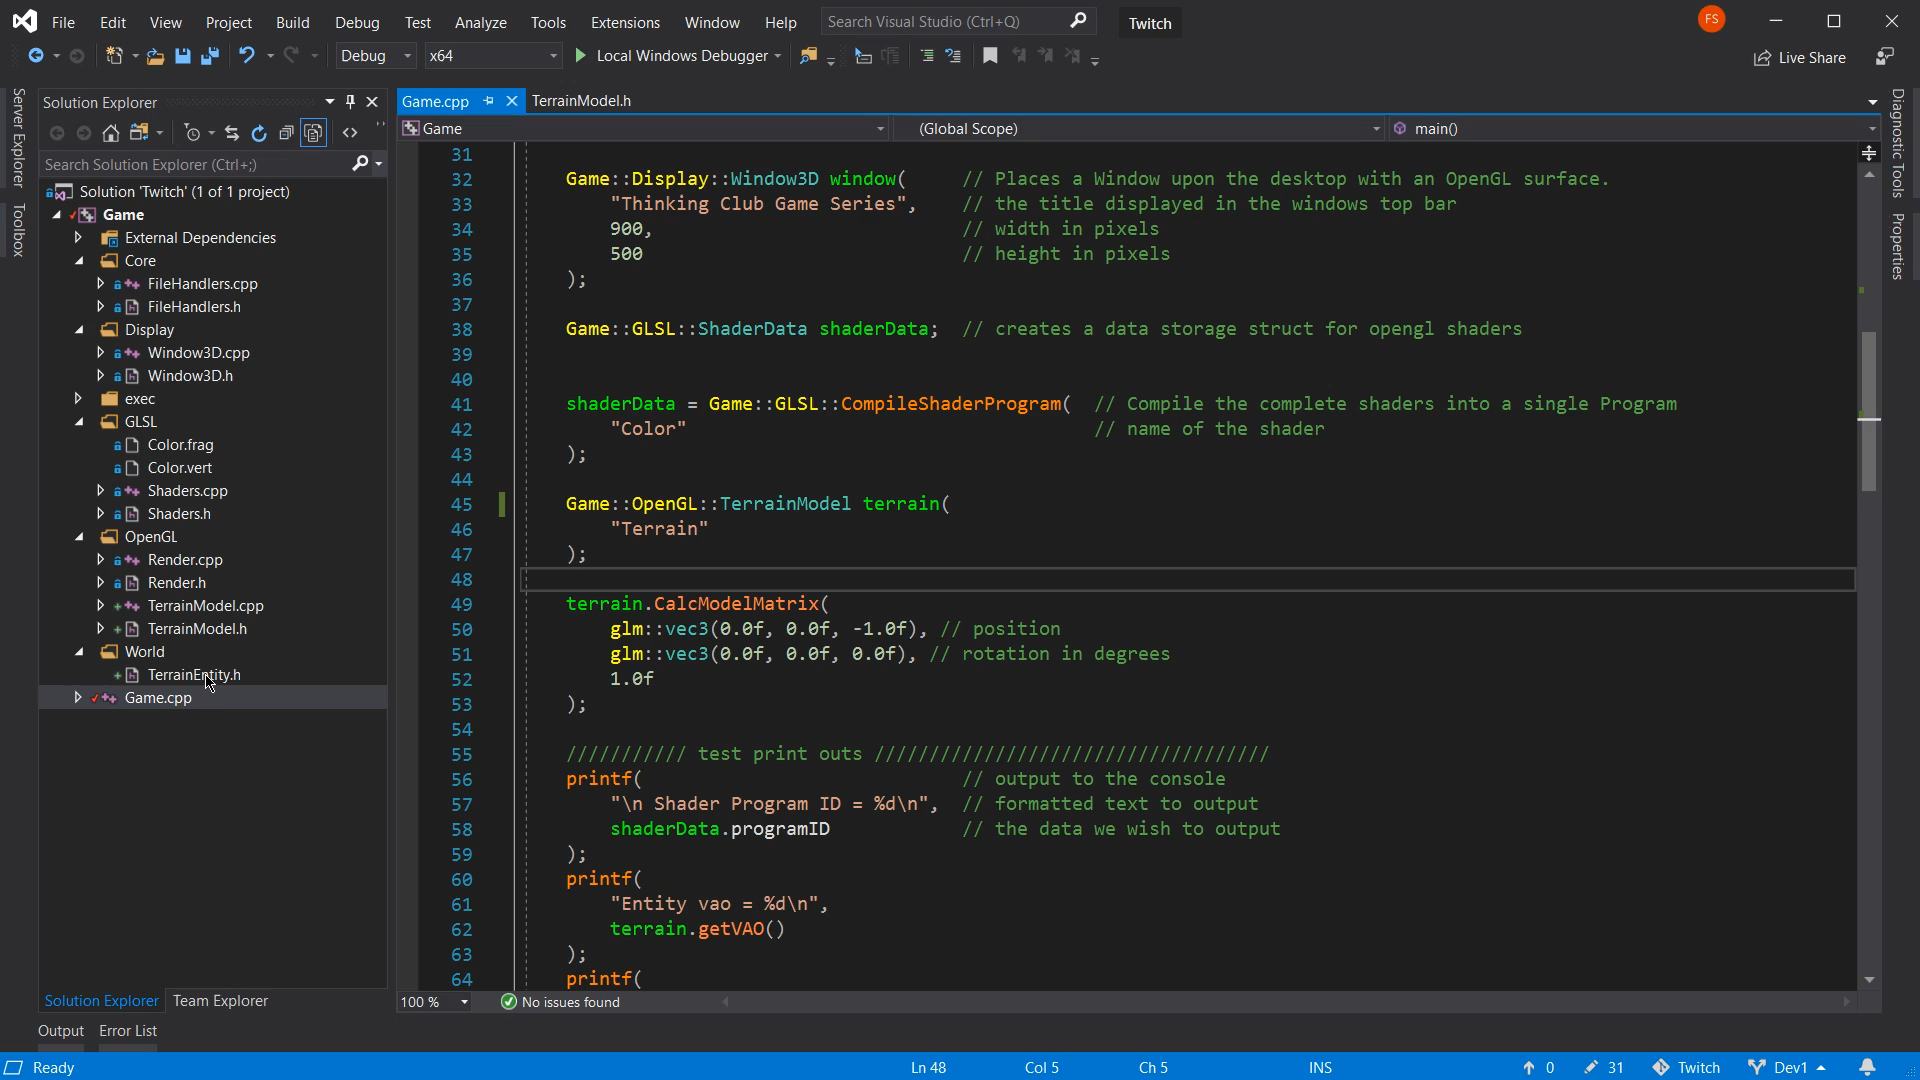 File Edit View Project Build Debug Test Analyze Tools Extensions Window Help Search Visual Studio (Ctrl+Q) Twitch FS
Debug x64 Local Windows Debugger Live Share
Server Explorer
Toolbox
Solution Explorer
Search Solution Explorer (Ctrl+;)
Solution 'Twitch' (1 of 1 project)
Game
External Dependencies
Core
FileHandlers.cpp
FileHandlers.h
Display
Window3D.cpp
Window3D.h
exec
GLSL
Color.frag
Color.vert
Shaders.cpp
Shaders.h
OpenGL
Render.cpp
Render.h
TerrainModel.cpp
TerrainModel.h
World
TerrainEntity.h
Game.cpp
Solution Explorer Team Explorer
Game.cpp TerrainModel.h
Game (Global Scope) main()
31
32 Game::Display::Window3D window( // Places a Window upon the desktop with an OpenGL surface.
33 "Thinking Club Game Series", // the title displayed in the windows top bar
34 900, // width in pixels
35 500 // height in pixels
36 );
37
38 Game::GLSL::ShaderData shaderData; // creates a data storage struct for opengl shaders
39
40
41 shaderData = Game::GLSL::CompileShaderProgram( // Compile the complete shaders into a single Program
42 "Color" // name of the shader
43 );
44
45 Game::OpenGL::TerrainModel terrain(
46 "Terrain"
47 );
48
49 terrain.CalcModelMatrix(
50 glm::vec3(0.0f, 0.0f, -1.0f), // position
51 glm::vec3(0.0f, 0.0f, 0.0f), // rotation in degrees
52 1.0f
53 );
54
55 /////////// test print outs ////////////////////////////////////
56 printf( // output to the console
57 "\n Shader Program ID = %d\n", // formatted text to output
58 shaderData.programID // the data we wish to output
59 );
60 printf(
61 "Entity vao = %d\n",
62 terrain.getVAO()
63 );
64 printf(
100 % No issues found
Diagnostic Tools
Properties
Output Error List
Ready Ln 48 Col 5 Ch 5 INS 0 31 Twitch Dev1